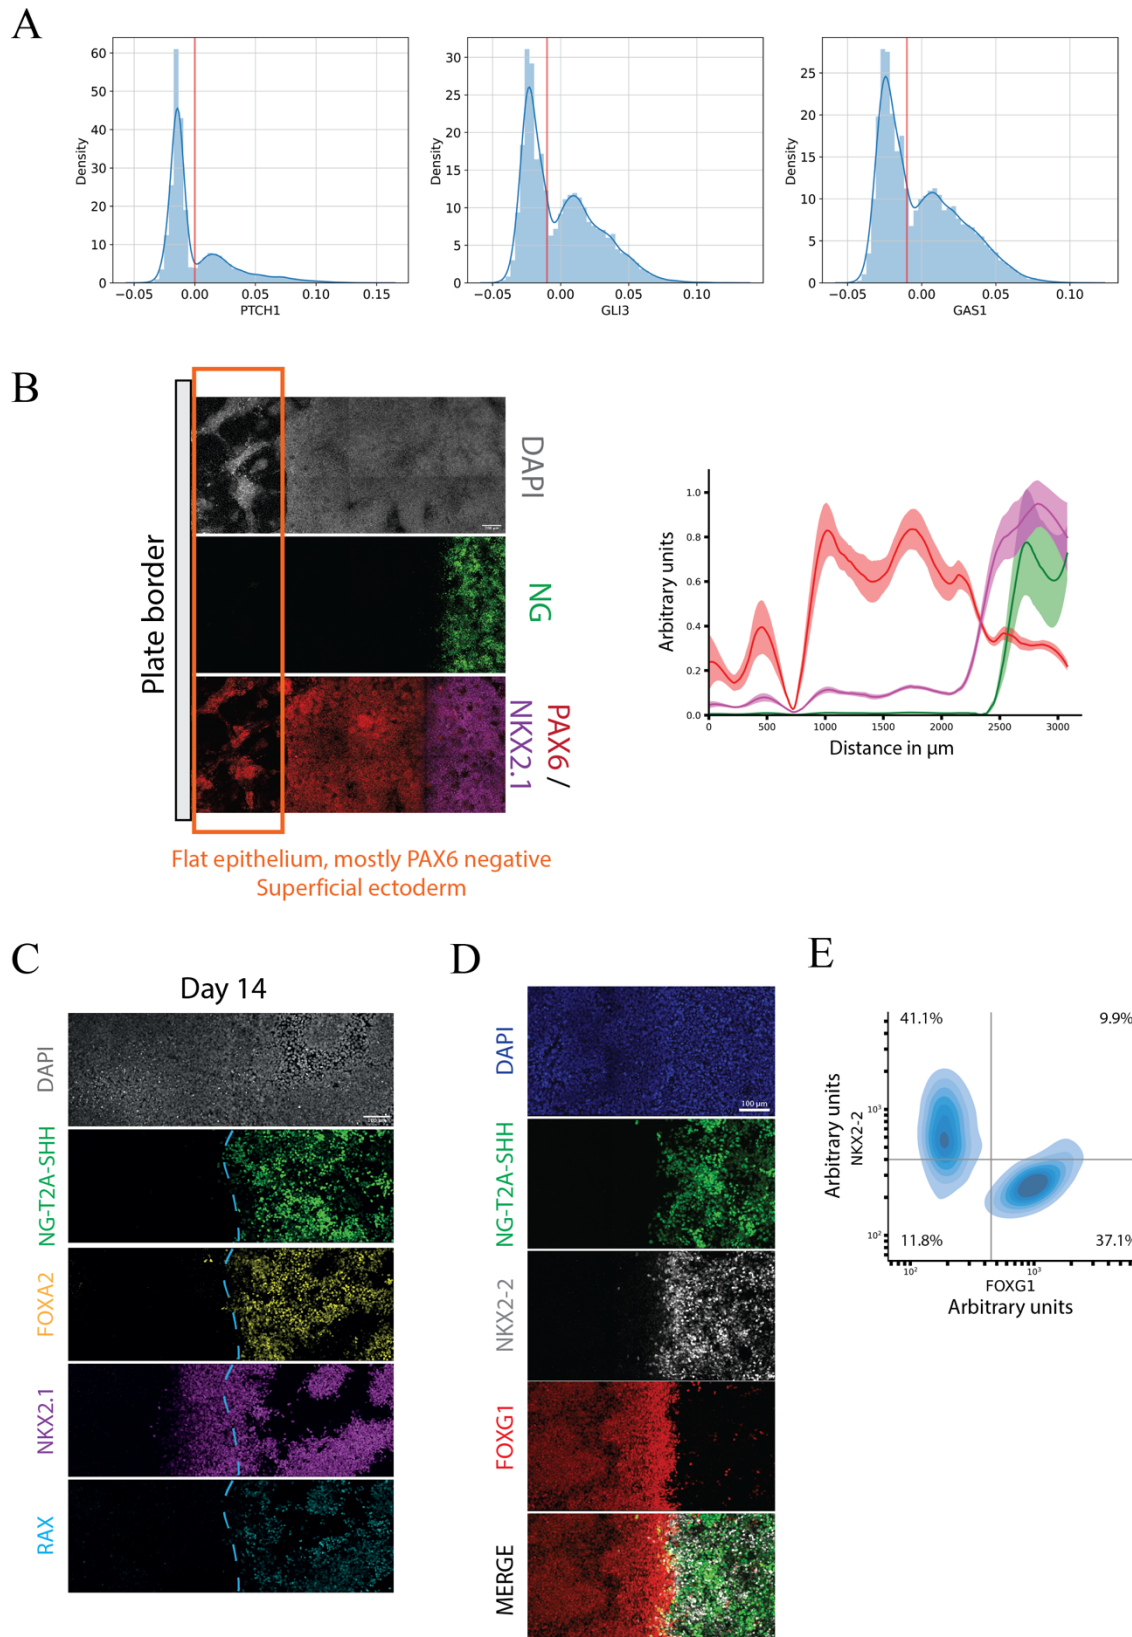 A
Density
60
50
40
30
20
10
0
−0.05
0.00
0.05
0.10
0.15
PTCH1
Density
30
25
20
15
10
5
0
−0.05
0.00
0.05
0.10
GLI3
Density
25
20
15
10
5
0
−0.05
0.00
0.05
0.10
GAS1
B
Plate border
DAPI
NG
PAX6 /
NKX2.1
Flat epithelium, mostly PAX6 negative
Superficial ectoderm
Arbitrary units
1.0
0.8
0.6
0.4
0.2
0.0
0
500
1000
1500
2000
2500
3000
Distance in µm
C
Day 14
DAPI
NG-T2A-SHH
FOXA2
NKX2.1
RAX
D
DAPI
100 µm
NG-T2A-SHH
NKX2-2
FOXG1
MERGE
E
41.1%
9.9%
Arbitrary units
NKX2-2
10³
10²
11.8%
37.1%
10²
10³
FOXG1
Arbitrary units